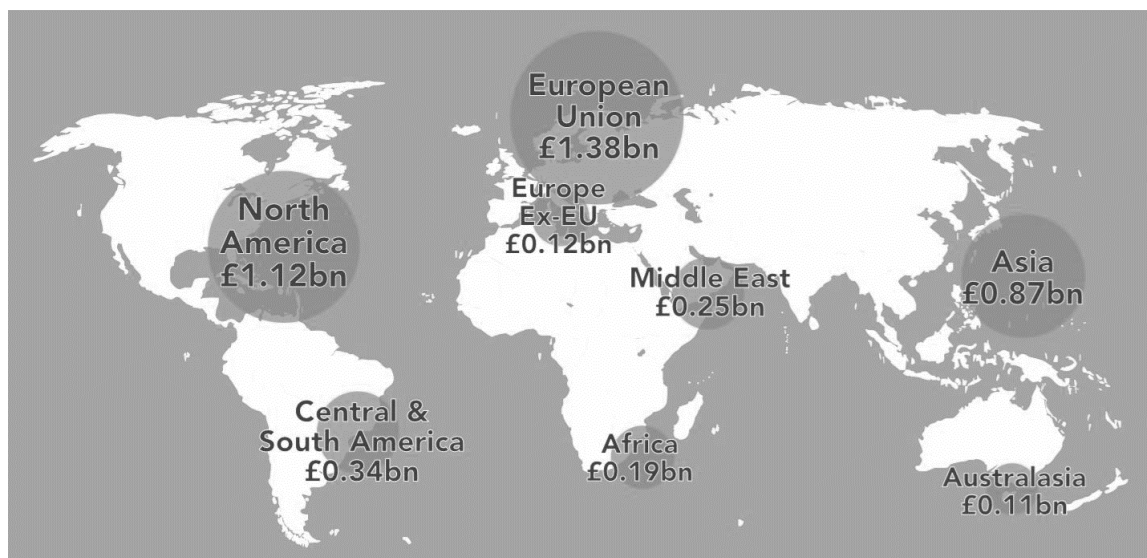 European
Union
£1.38bn
Europe
Ex-EU
£0.12bn
North
America
£1.12bn
Middle East
£0.25bn
Asia
£0.87bn
Central &
South America
£0.34bn
Africa
£0.19bn
Australasia
£0.11bn